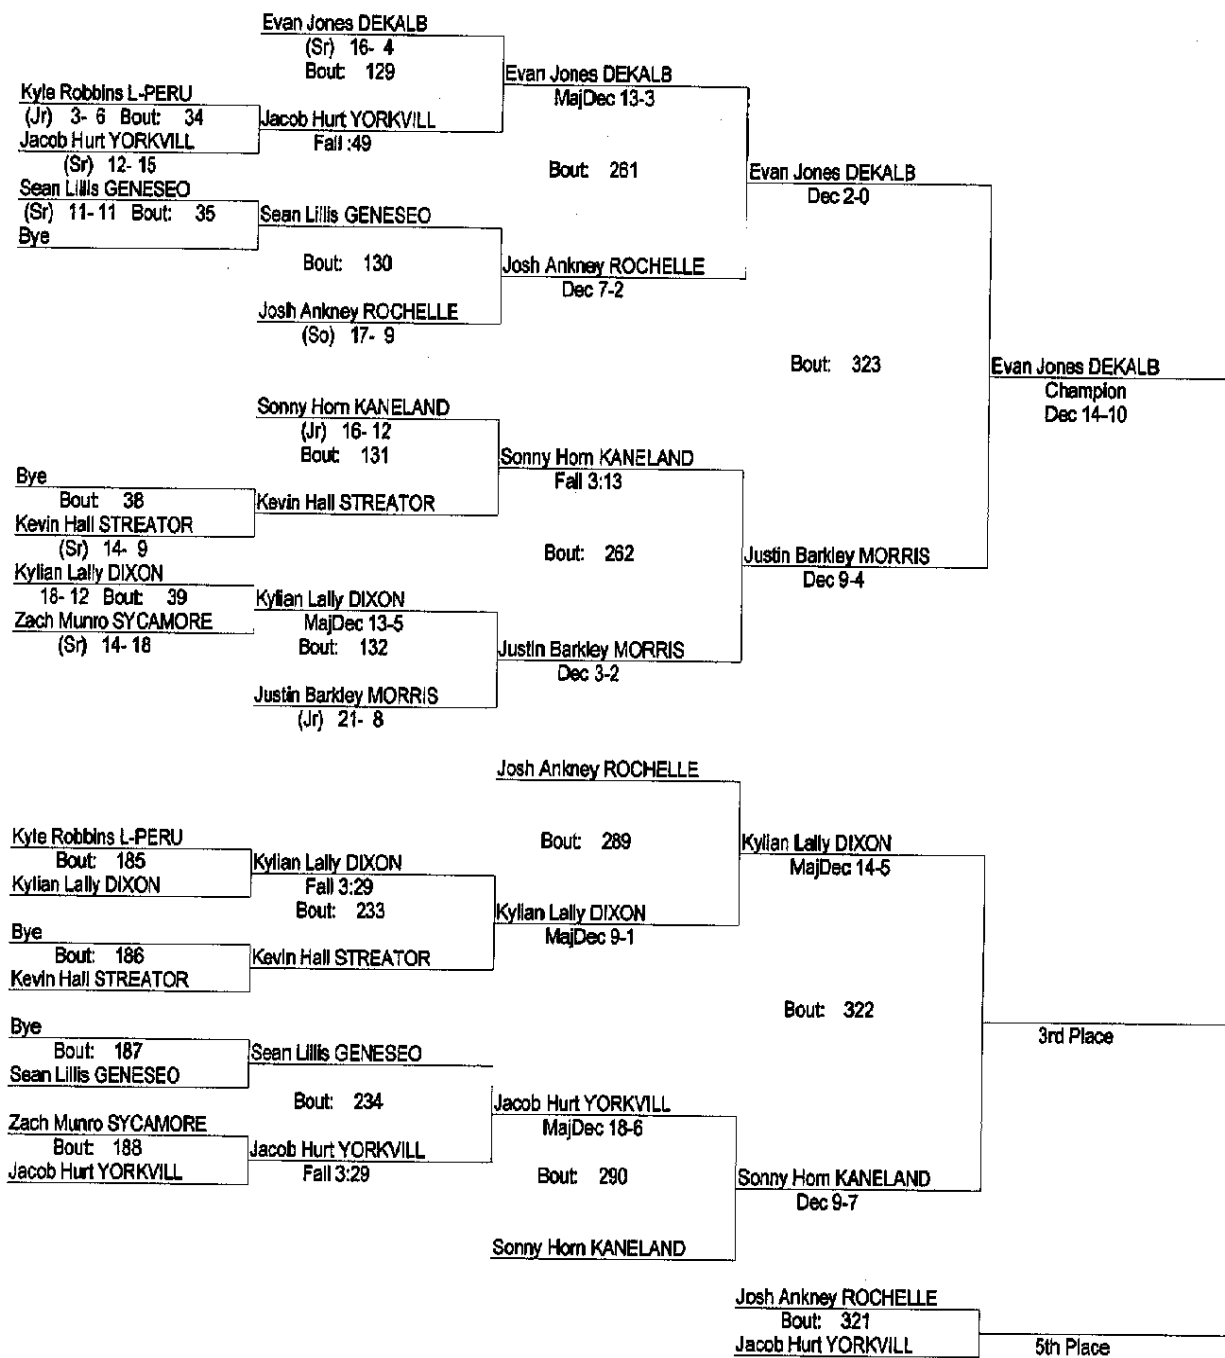 Evan Jones DEKALB
(Sr) 16- 4
Bout: 129
Evan Jones DEKALB
MajDec 13-3
Kyle Robbins L-PERU
(Jr) 3- 6 Bout: 34
Jacob Hurt YORKVILL
Fall :49
Jacob Hurt YORKVILL
(Sr) 12- 15
Bout: 261
Evan Jones DEKALB
Dec 2-0
Sean Lillis GENESEO
(Sr) 11- 11 Bout: 35
Sean Lillis GENESEO
Bye
Bout: 130
Josh Ankney ROCHELLE
Dec 7-2
Josh Ankney ROCHELLE
(So) 17- 9
Bout: 323
Evan Jones DEKALB
Champion
Dec 14-10
Sonny Horn KANELAND
(Jr) 16- 12
Bout: 131
Sonny Horn KANELAND
Fall 3:13
Bye
Bout: 38
Kevin Hall STREATOR
Kevin Hall STREATOR
(Sr) 14- 9
Bout: 262
Justin Barkley MORRIS
Dec 9-4
Kylian Lally DIXON
18- 12 Bout: 39
Kylian Lally DIXON
MajDec 13-5
Zach Munro SYCAMORE
(Sr) 14- 18
Bout: 132
Justin Barkley MORRIS
Dec 3-2
Justin Barkley MORRIS
(Jr) 21- 8
Josh Ankney ROCHELLE
Kyle Robbins L-PERU
Bout: 185
Kylian Lally DIXON
Kylian Lally DIXON
Fall 3:29
Bout: 233
Bout: 289
Kylian Lally DIXON
MajDec 14-5
Kylian Lally DIXON
MajDec 9-1
Bye
Bout: 186
Kevin Hall STREATOR
Kevin Hall STREATOR
Bout: 322
3rd Place
Bye
Bout: 187
Sean Lillis GENESEO
Sean Lillis GENESEO
Bout: 234
Jacob Hurt YORKVILL
MajDec 18-6
Zach Munro SYCAMORE
Bout: 188
Jacob Hurt YORKVILL
Jacob Hurt YORKVILL
Fall 3:29
Bout: 290
Sonny Horn KANELAND
Dec 9-7
Sonny Horn KANELAND
Josh Ankney ROCHELLE
Bout: 321
Jacob Hurt YORKVILL
5th Place